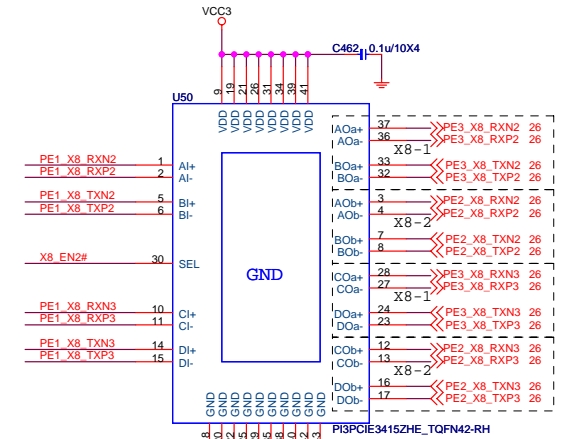 VCC3
C462 0.1u/10X4
U50
9 19 21 26 31 34 39 41
VDD VDD VDD VDD VDD VDD VDD VDD
AOa+ 37 PE3_X8_RXN2 26
AOa- 36 PE3_X8_RXP2 26
X8-1
PE1_X8_RXN2 1 AI+
BOa+ 33 PE3_X8_TXN2 26
PE1_X8_RXP2 2 AI-
BOa- 32 PE3_X8_TXP2 26
PE1_X8_TXN2 5 BI+
AOb+ 3 PE2_X8_RXN2 26
PE1_X8_TXP2 6 BI-
AOb- 4 PE2_X8_RXP2 26
X8-2
BOb+ 7 PE2_X8_TXN2 26
BOb- 8 PE2_X8_TXP2 26
X8_EN2# 30 SEL
GND
COa+ 28 PE3_X8_RXN3 26
COa- 27 PE3_X8_RXP3 26
X8-1
PE1_X8_RXN3 10 CI+
DOa+ 24 PE3_X8_TXN3 26
PE1_X8_RXP3 11 CI-
DOa- 23 PE3_X8_TXP3 26
PE1_X8_TXN3 14 DI+
COb+ 12 PE2_X8_RXN3 26
PE1_X8_TXP3 15 DI-
COb- 13 PE2_X8_RXP3 26
X8-2
DOb+ 16 PE2_X8_TXN3 26
DOb- 17 PE2_X8_TXP3 26
GND GND GND GND GND GND GND GND GND GND
PI3PCIE3415ZHE_TQFN42-RH